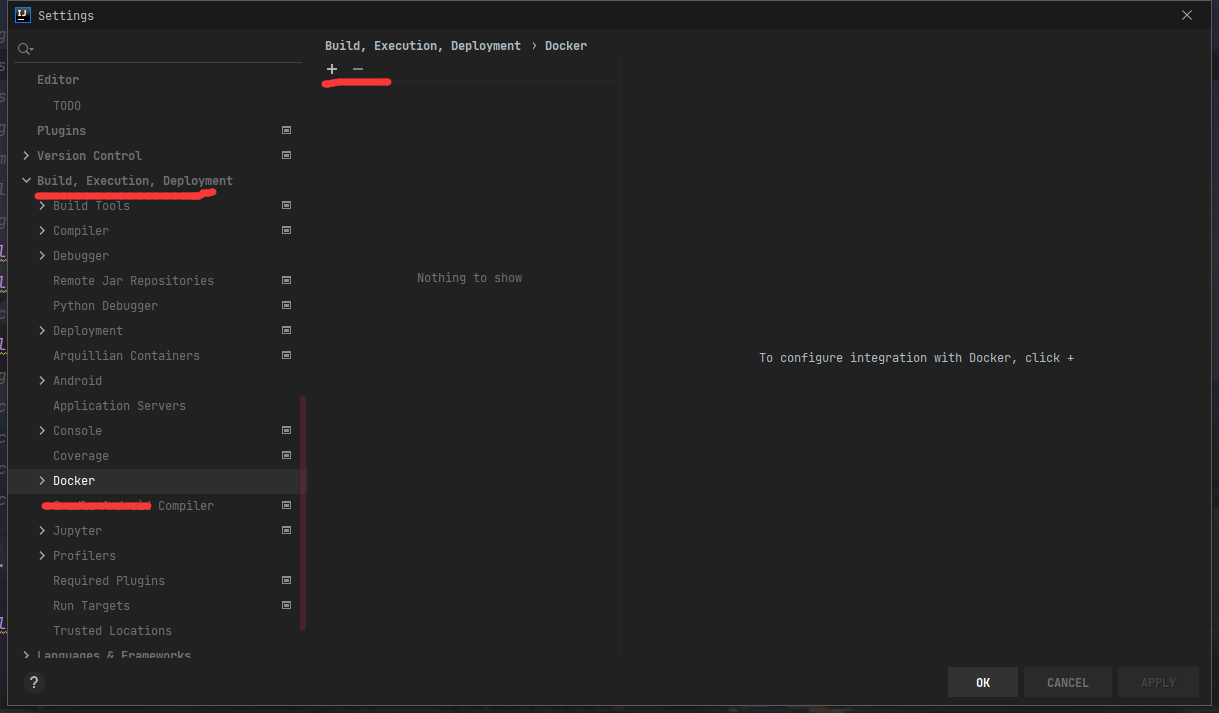 Settings
Build, Execution, Deployment › Docker
Editor
TODO
Plugins
Version Control
Build, Execution, Deployment
Build Tools
Compiler
Debugger
Remote Jar Repositories
Python Debugger
Deployment
Arquillian Containers
Android
Application Servers
Console
Coverage
Docker
Compiler
Jupyter
Profilers
Required Plugins
Run Targets
Trusted Locations
Languages & Frameworks
Nothing to show
To configure integration with Docker, click +
?
OK
CANCEL
APPLY